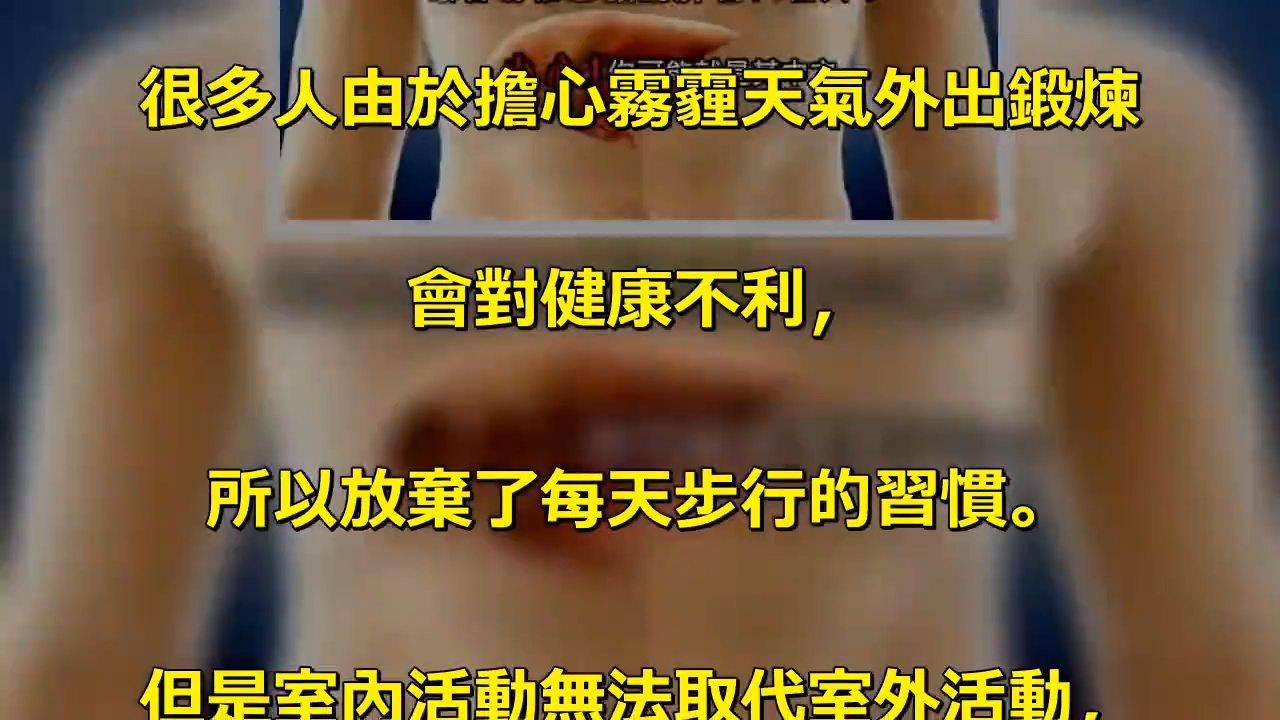 很多人由於擔心霧霾天氣外出鍛煉
會對健康不利，
所以放棄了每天步行的習慣。
但是室內活動無法取代室外活動，